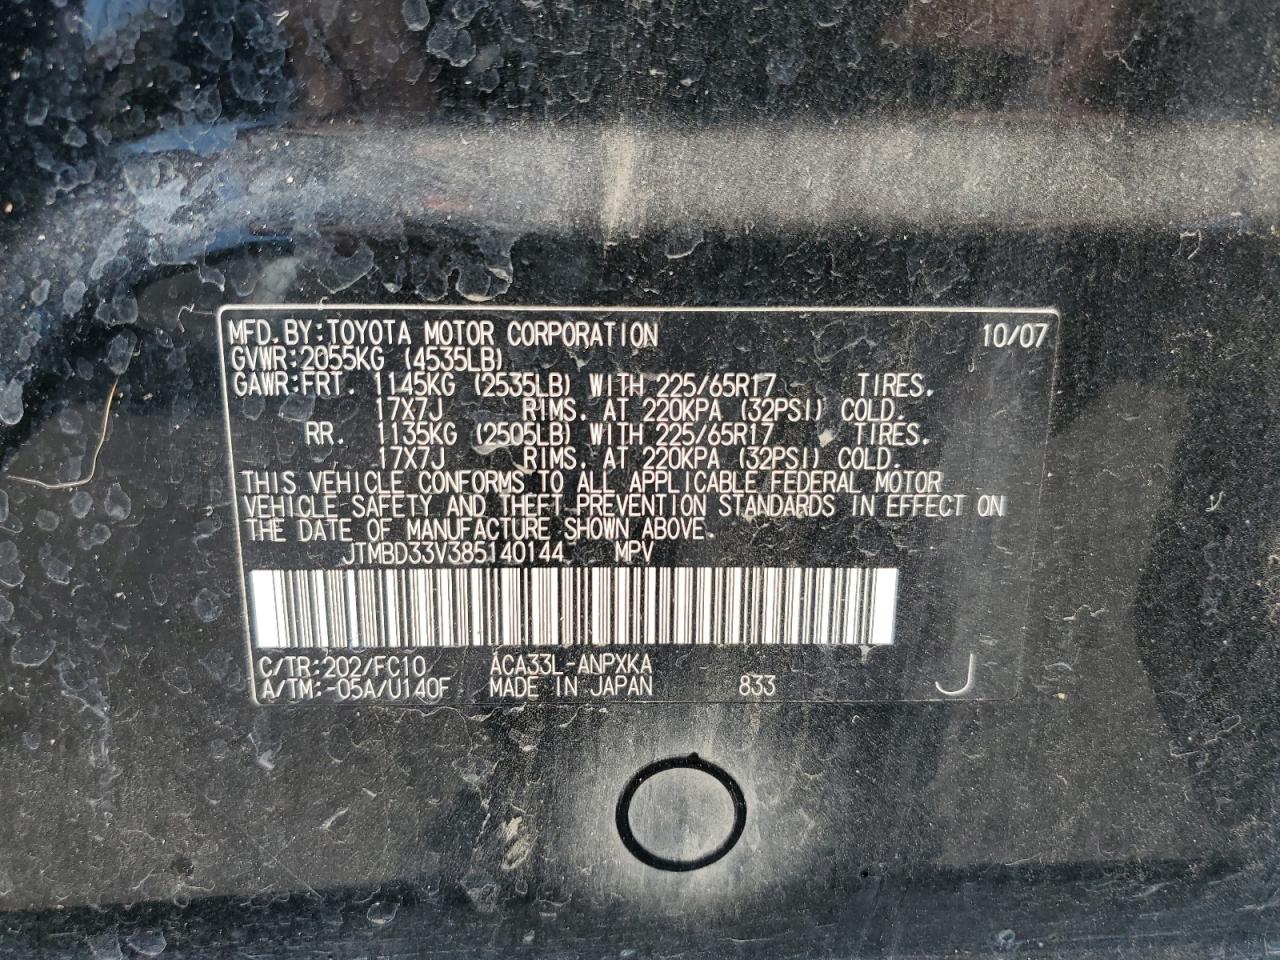 MFD.BY:TOYOTA MOTOR CORPORATION 10/07
GVWR:2055KG (4535LB)
GAWR:FRT. 1145KG (2535LB) WITH 225/65R17 TIRES.
17X7J RIMS. AT 220KPA (32PSI) COLD.
RR. 1135KG (2505LB) WITH 225/65R17 TIRES.
17X7J RIMS. AT 220KPA (32PSI) COLD.
THIS VEHICLE CONFORMS TO ALL APPLICABLE FEDERAL MOTOR
VEHICLE SAFETY AND THEFT PREVENTION STANDARDS IN EFFECT ON
THE DATE OF MANUFACTURE SHOWN ABOVE.
JTMBD33V385140144 MPV
C/TR:202/FC10 ACA33L-ANPXKA
A/TM:-05A/U140F MADE IN JAPAN 833 J